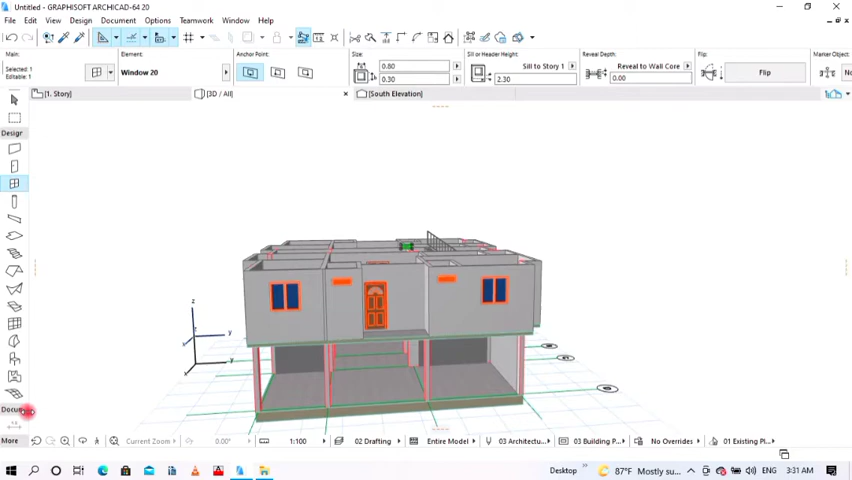 Untitled - GRAPHISOFT ARCHICAD-64 20
File Edit View Design Document Options Teamwork Window Help
Main: Element: Anchor Point: Size: Sill or Header Height: Reveal Depth: Flip: Marker Object:
Selected: 1
Editable: 1
Window 20
0.80
0.30
Sill to Story 1
2.30
Reveal to Wall Core
0.00
Flip
No
[1. Story] [3D / All] [South Elevation]
Design
z
y
x
z
y
x
Docum
More
Current Zoom 0.00° 1:100 02 Drafting Entire Model 03 Architectur... 03 Building P... No Overrides 01 Existing Pl...
Desktop 87°F Mostly su... ENG 3:31 AM